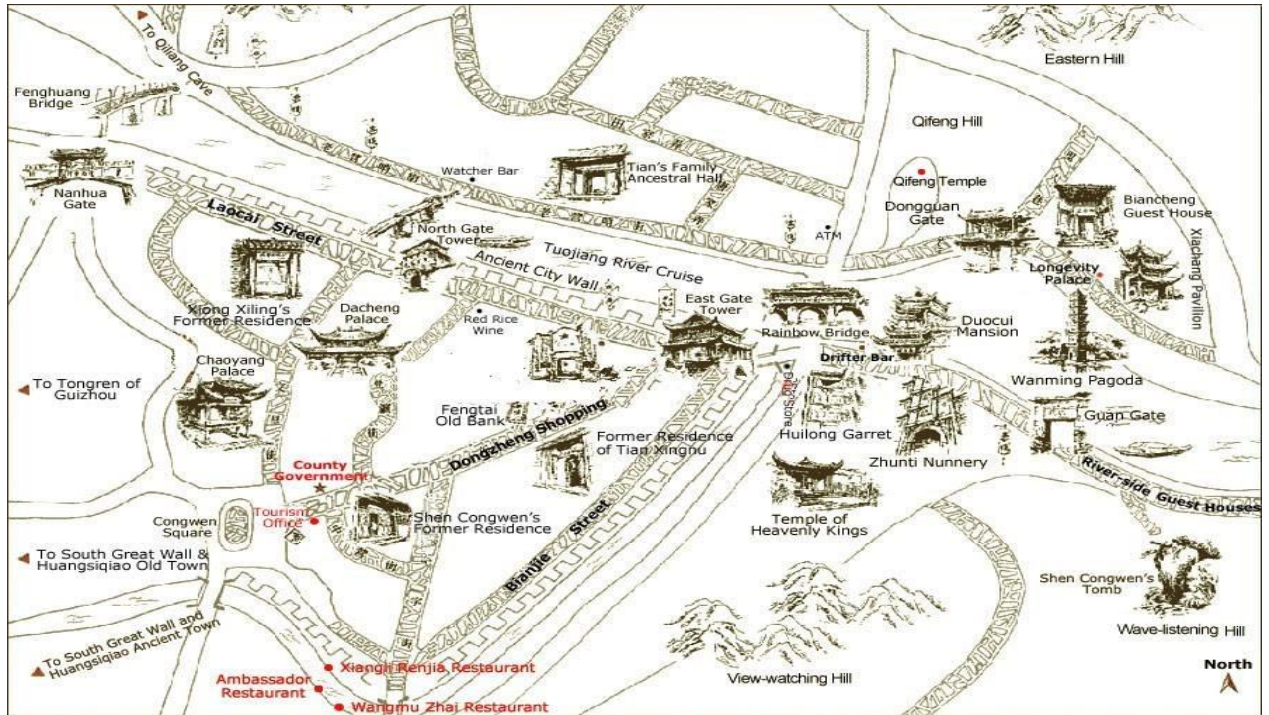 Eastern Hill
To Qiliang Cave
Fenghuang
Bridge
Qifeng Hill
Watcher Bar
Tian's Family
Ancestral Hall
Qifeng Temple
Dongguan
Gate
Biancheng
Guest House
Nanhua
Gate
Laocai
Street
North Gate
Tower
ATM
Xiachang Pavilion
Tuojiang River Cruise
Ancient City Wall
Longevity
Palace
Xiong Xiling's
Former Residence
Dacheng
Palace
Red Rice
Wine
East Gate
Tower
Rainbow Bridge
Duocui
Mansion
Drifter Bar
Chaoyang
Palace
To Tongren of
Guizhou
Wanming Pagoda
Store
Fengtai
Old Bank
Dongzheng Shopping
Guan Gate
Huilong Garret
Former Residence
of Tian Xingnu
Zhunti Nunnery
County
Government
River-side Guest Houses
Tourism
Office
Congwen
Square
Shen Congwen's
Former Residence
Bianjie Street
Temple of
Heavenly Kings
To South Great Wall &
Huangsiqiao Old Town
Shen Congwen's
Tomb
Wave-listening Hill
To South Great Wall and
Huangsiqiao Ancient Town
Xiangli Renjia Restaurant
Ambassador
Restaurant
View-watching Hill
North
Wangmu Zhai Restaurant